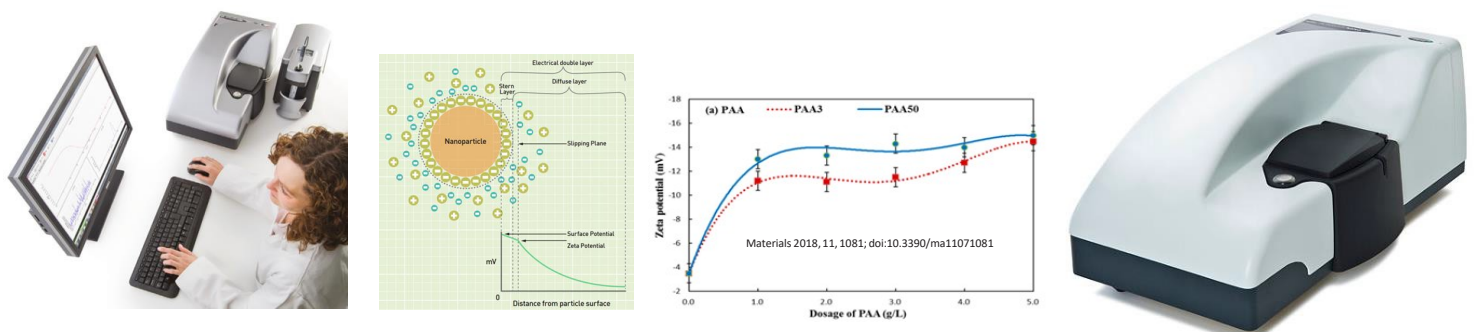 Electrical double layer
Diffuse layer
Stern
Layer
Nanoparticle
Slipping Plane
Surface Potential
Zeta Potential
mV
0
Distance from particle surface
(a) PAA
PAA3
PAA50
-18
-16
-14
-12
-10
-8
-6
-4
-2
Zeta potential (mV)
Materials 2018, 11, 1081; doi:10.3390/ma11071081
0.0
1.0
2.0
3.0
4.0
5.0
Dosage of PAA (g/L)